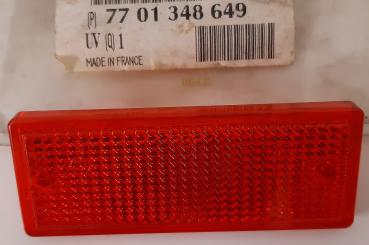 (P) 77 01 348 649
UV (Q) 1
MADE IN FRANCE